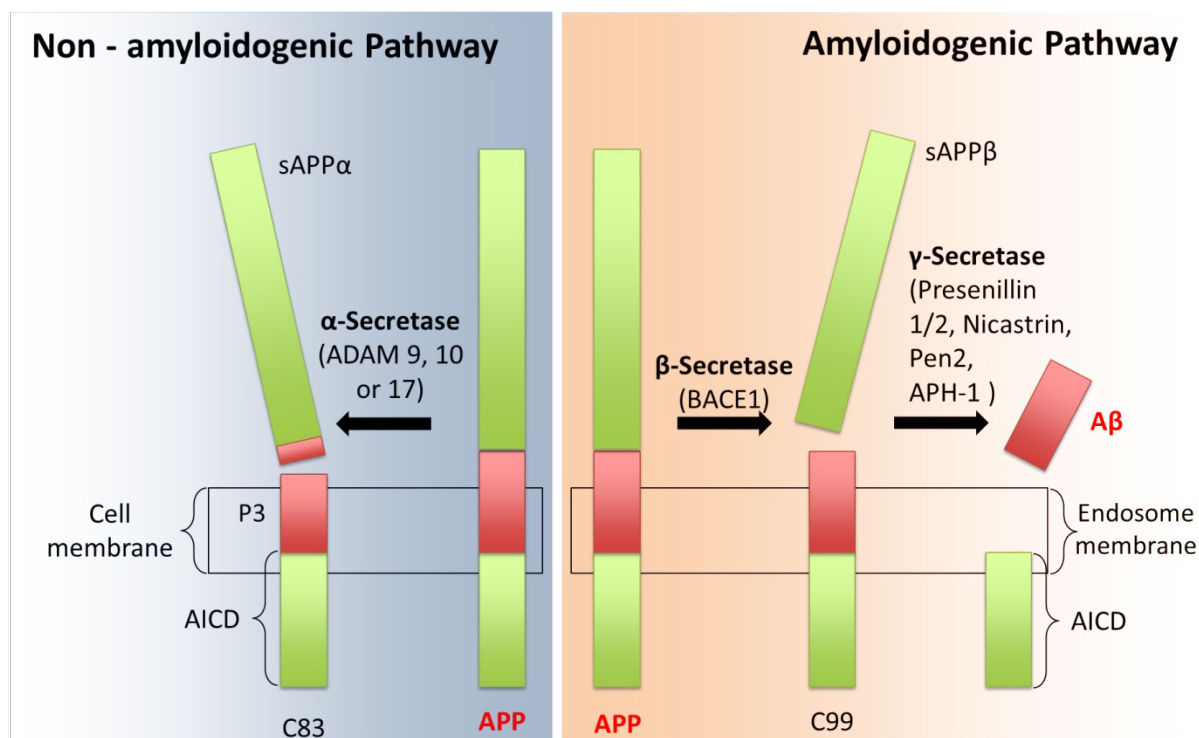 Non - amyloidogenic Pathway
Amyloidogenic Pathway
sAPPα
α-Secretase
(ADAM 9, 10
or 17)
P3
Cell
membrane
AICD
C83
APP
sAPPβ
β-Secretase
(BACE1)
γ-Secretase
(Presenillin
1/2, Nicastrin,
Pen2,
APH-1 )
Aβ
Endosome
membrane
AICD
APP
C99